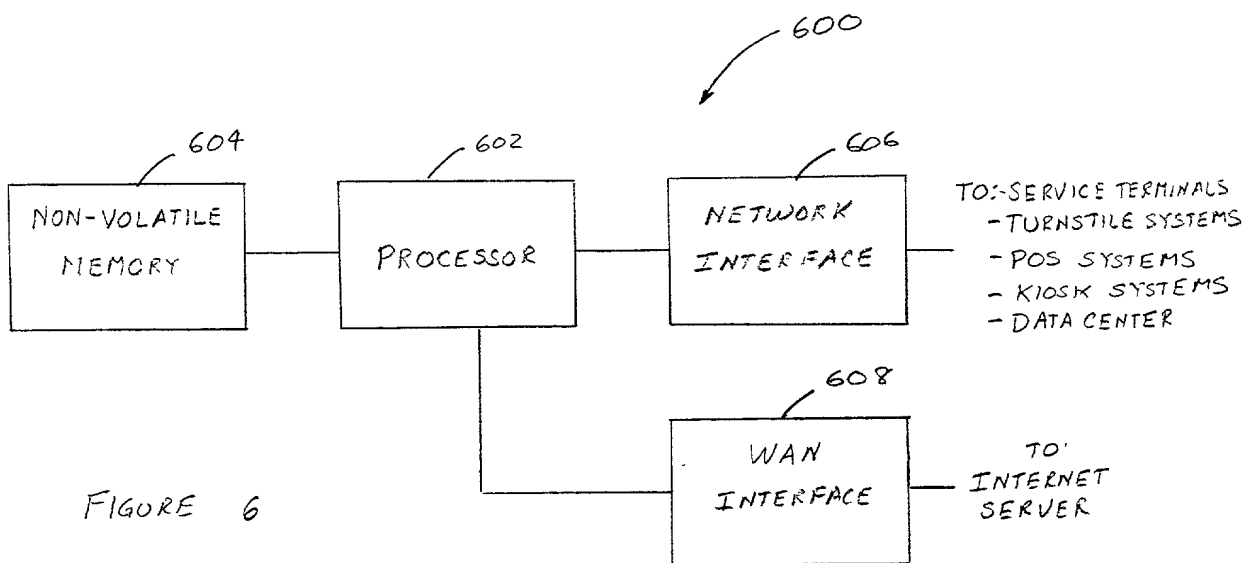 600
604
602
606
NON-VOLATILE
MEMORY
PROCESSOR
NETWORK
INTERFACE
TO:-SERVICE TERMINALS
- TURNSTILE SYSTEMS
- POS SYSTEMS
- KIOSK SYSTEMS
- DATA CENTER
608
WAN
INTERFACE
TO
INTERNET
SERVER
FIGURE 6